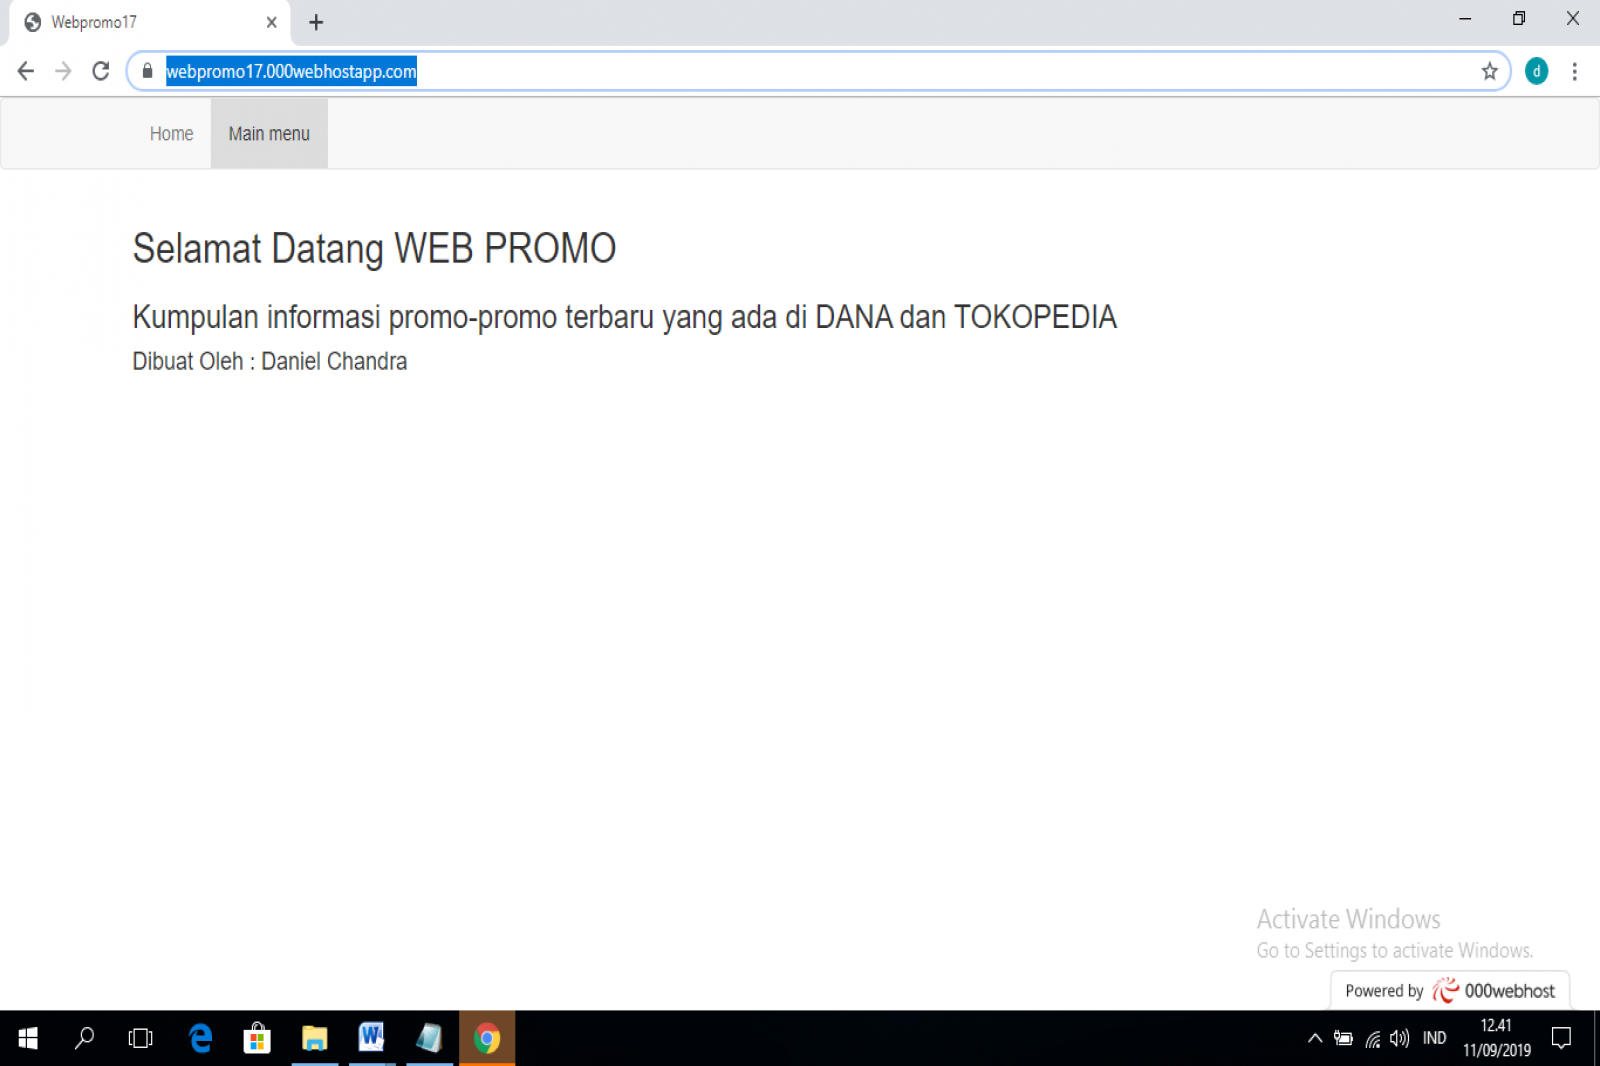 Webpromo17
webpromo17.000webhostapp.com
d
Home
Main menu
Selamat Datang WEB PROMO
Kumpulan informasi promo-promo terbaru yang ada di DANA dan TOKOPEDIA
Dibuat Oleh : Daniel Chandra
Activate Windows
Go to Settings to activate Windows.
Powered by 000webhost
IND
12.41
11/09/2019